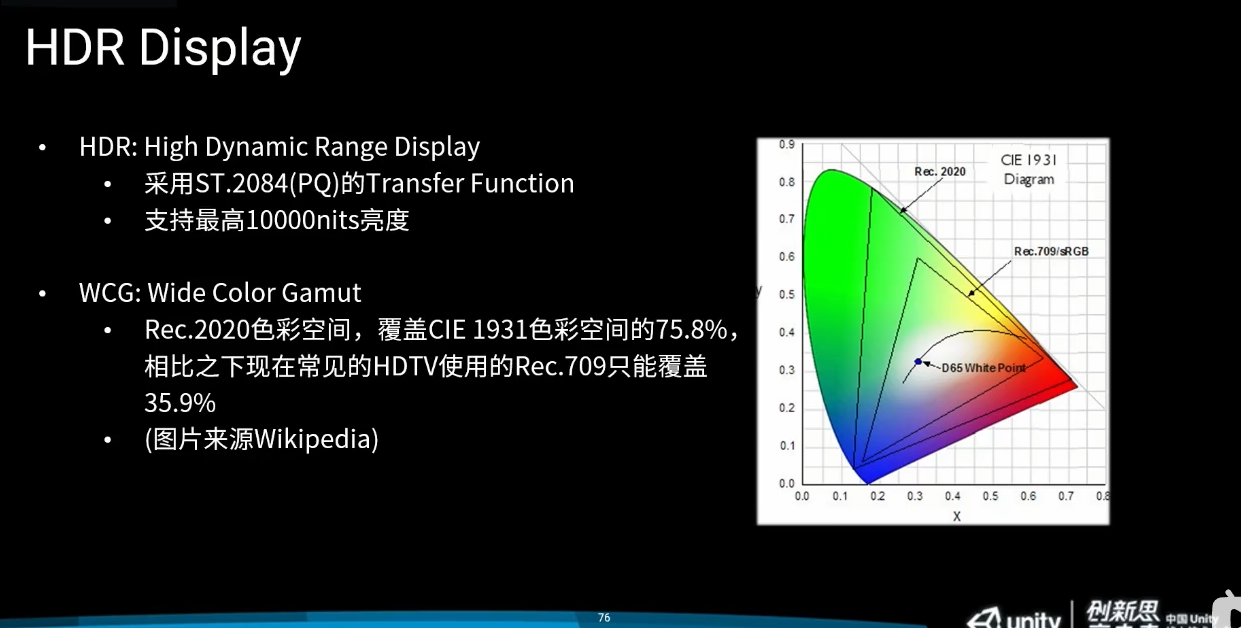 HDR Display
• HDR: High Dynamic Range Display
• 采用ST.2084(PQ)的Transfer Function
• 支持最高10000nits亮度
• WCG: Wide Color Gamut
• Rec.2020色彩空间，覆盖CIE 1931色彩空间的75.8%，
相比之下现在常见的HDTV使用的Rec.709只能覆盖
35.9%
• (图片来源Wikipedia)
CIE 1931
Diagram
Rec. 2020
Rec.709/sRGB
D65 White Point
y
0.9
0.8
0.7
0.6
0.5
0.4
0.3
0.2
0.1
0.0
0.0 0.1 0.2 0.3 0.4 0.5 0.6 0.7 0.8
X
76
unity
创新思
中国Unity